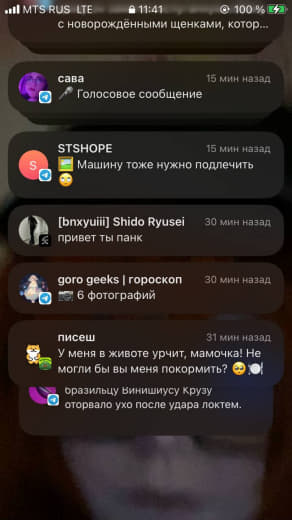 MTS RUS LTE 11:41 100 %
с новорождёнными щенками, котор...
сава 15 мин назад
🎤 Голосовое сообщение
STSHOPE 15 мин назад
S 🖼 Машину тоже нужно подлечить
🙄
[bnxyuiii] Shido Ryusei 30 мин назад
привет ты панк
goro geeks | гороскоп 30 мин назад
📷 6 фотографий
писеш 31 мин назад
У меня в животе урчит, мамочка! Не
могли бы вы меня покормить? 🥺🍽
бразильцу Винишиусу Крузу
оторвало ухо после удара локтем.